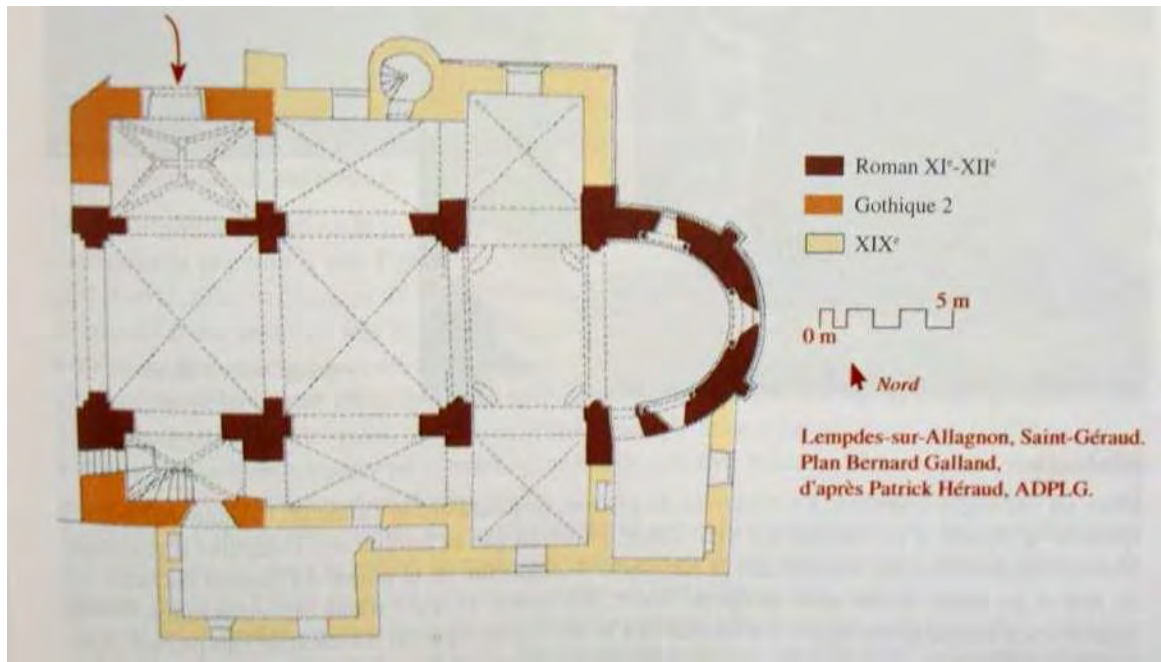 Roman XIᵉ-XIIᵉ
Gothique 2
XIXᵉ
5 m
0 m
Nord
Lempdes-sur-Allagnon, Saint-Géraud.
Plan Bernard Galland,
d'après Patrick Héraud, ADPLG.